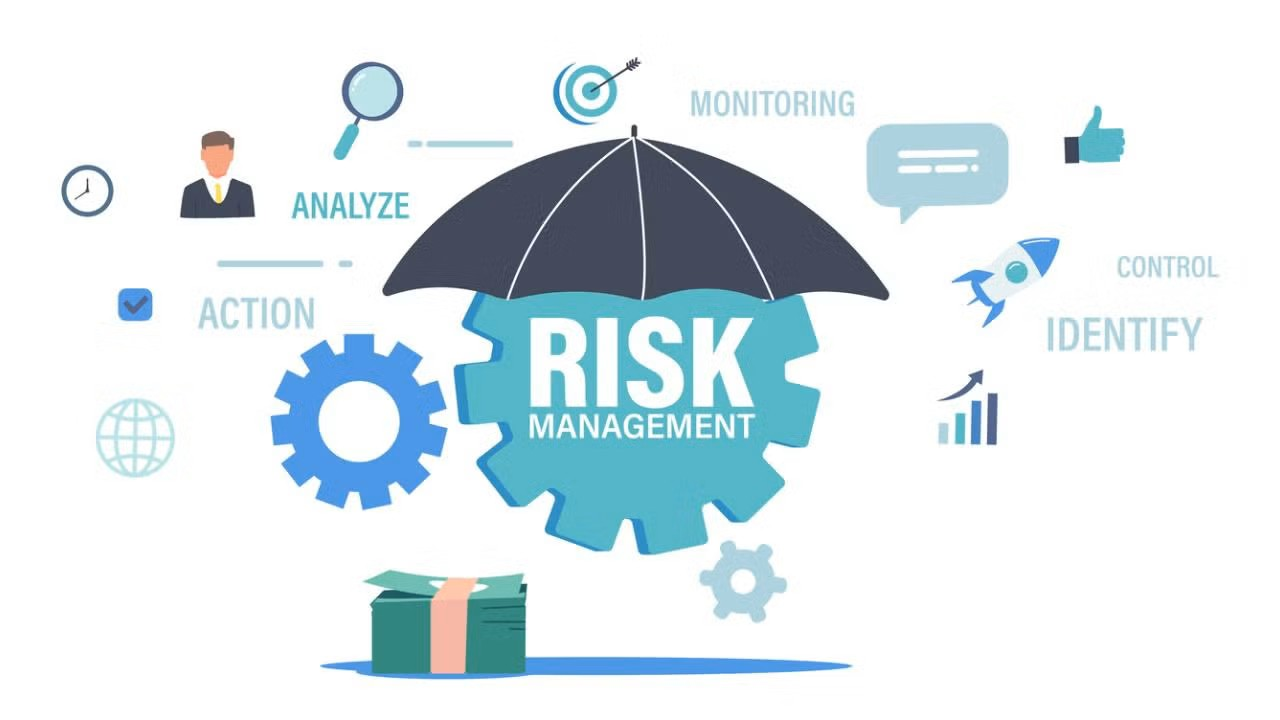 MONITORING
ANALYZE
CONTROL
ACTION
IDENTIFY
RISK
MANAGEMENT